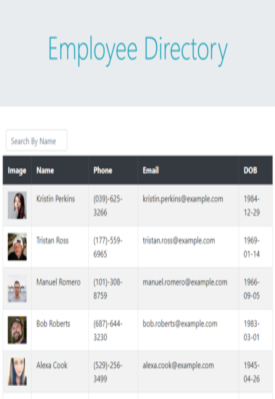 Employee Directory
Search By Name
Image Name Phone Email DOB
Kristin Perkins (039)-625- kristin.perkins@example.com 1984-
3266 12-29
Tristan Ross (177)-559- tristan.ross@example.com 1969-
6965 01-14
Manuel Romero (101)-308- manuel.romero@example.com 1966-
8759 09-05
Bob Roberts (687)-644- bob.roberts@example.com 1983-
3230 03-01
Alexa Cook (529)-256- alexa.cook@example.com 1945-
3499 04-26